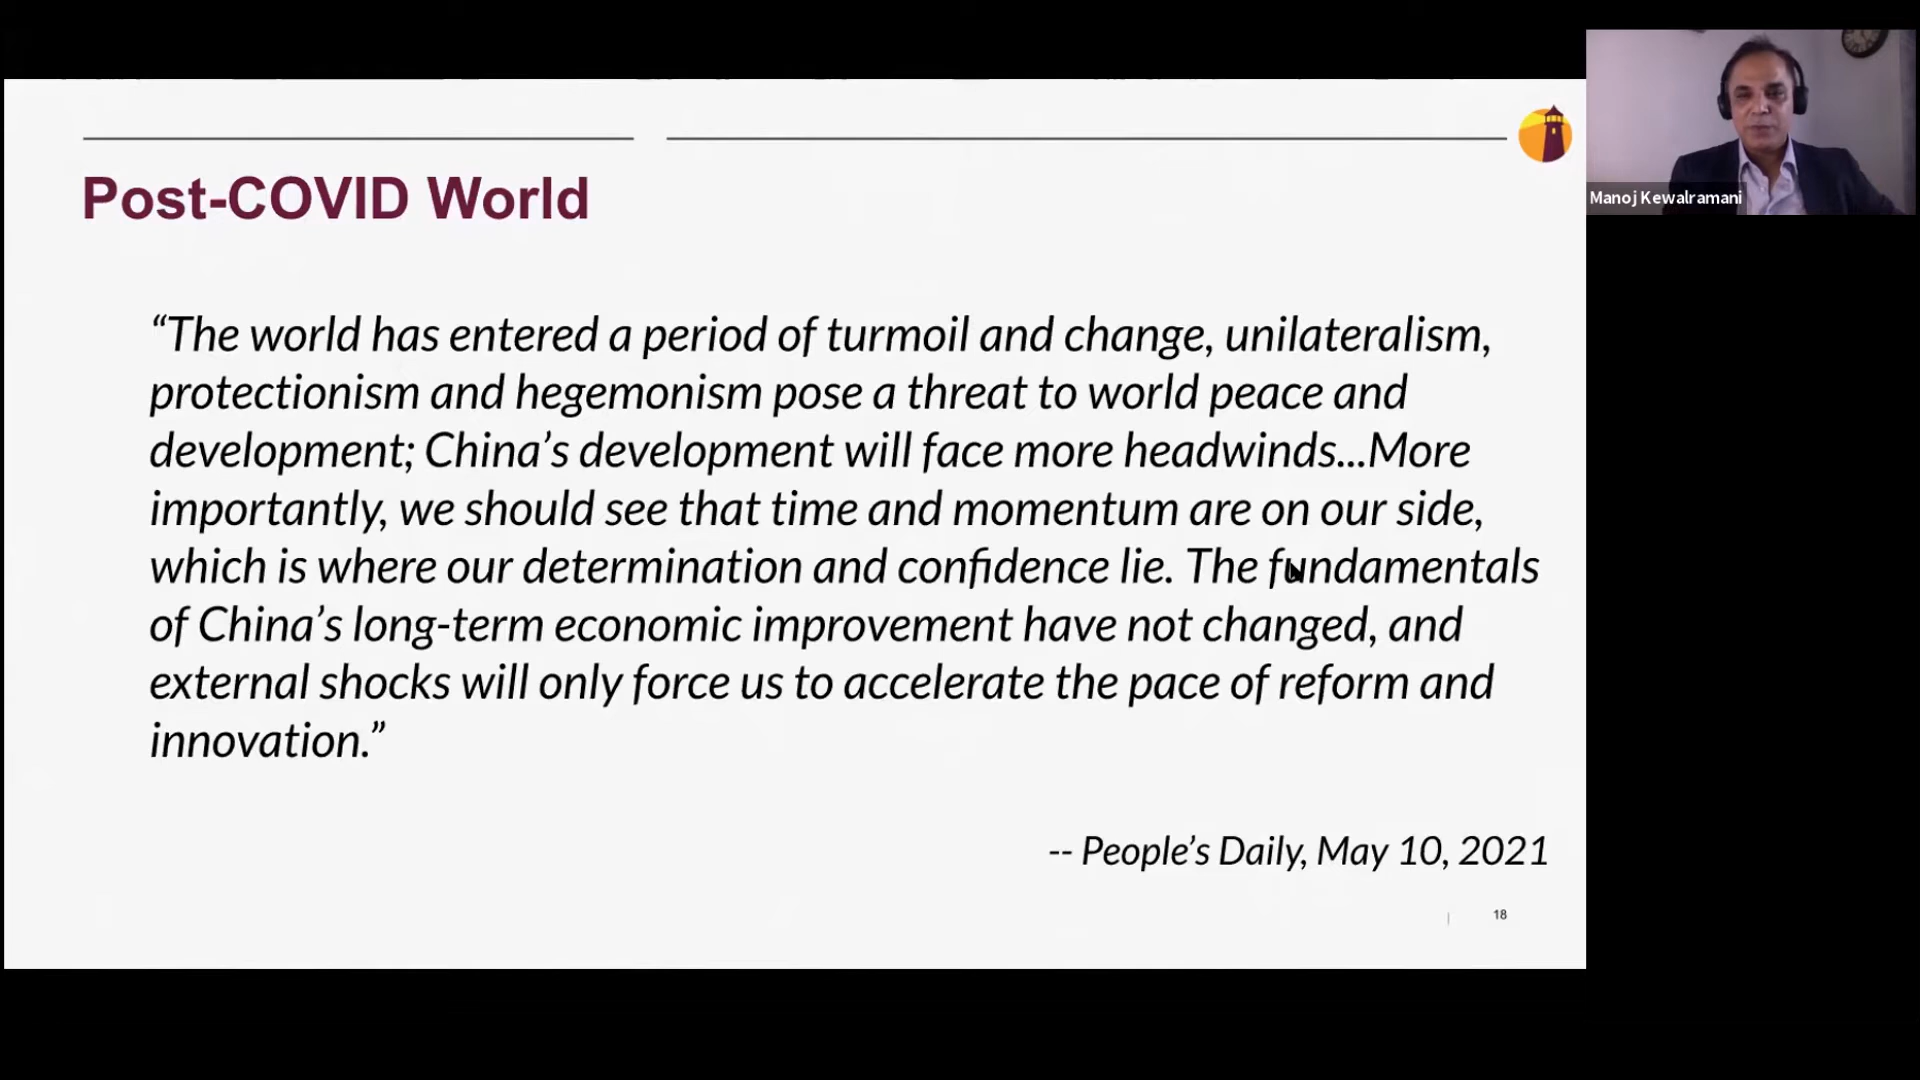 Post-COVID World
“The world has entered a period of turmoil and change, unilateralism,
protectionism and hegemonism pose a threat to world peace and
development; China’s development will face more headwinds...More
importantly, we should see that time and momentum are on our side,
which is where our determination and confidence lie. The fundamentals
of China’s long-term economic improvement have not changed, and
external shocks will only force us to accelerate the pace of reform and
innovation.”
-- People’s Daily, May 10, 2021
18
Manoj Kewalramani